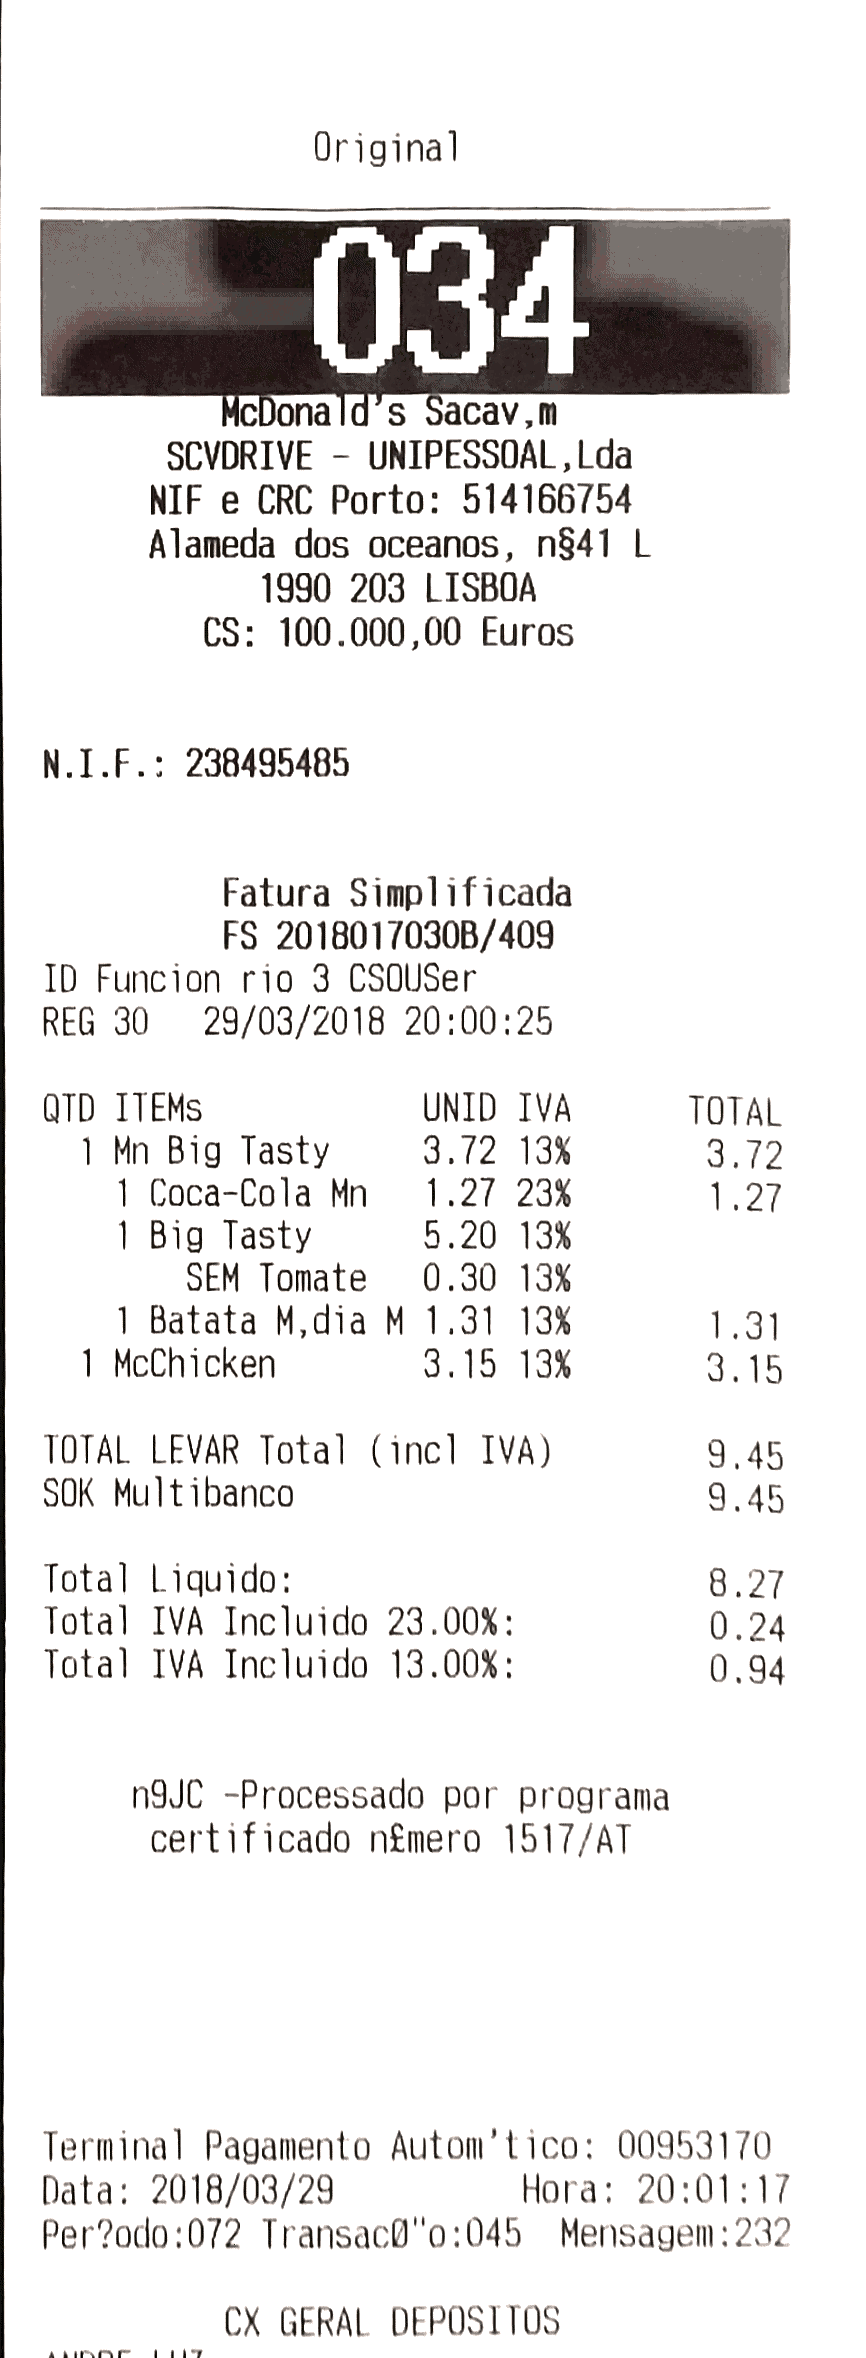 Original
034
McDonald's Sacav,m
SCVDRIVE - UNIPESSOAL,Lda
NIF e CRC Porto: 514166754
Alameda dos oceanos, n§41 L
1990 203 LISBOA
CS: 100.000,00 Euros
N.I.F.: 238495485
Fatura Simplificada
FS 2018017030B/409
ID Funcion rio 3 CSOUSer
REG 30 29/03/2018 20:00:25
QTD ITEMs UNID IVA TOTAL
1 Mn Big Tasty 3.72 13% 3.72
1 Coca-Cola Mn 1.27 23% 1.27
1 Big Tasty 5.20 13%
SEM Tomate 0.30 13%
1 Batata M,dia M 1.31 13% 1.31
1 McChicken 3.15 13% 3.15
TOTAL LEVAR Total (incl IVA) 9.45
SOK Multibanco 9.45
Total Liquido: 8.27
Total IVA Incluido 23.00%: 0.24
Total IVA Incluido 13.00%: 0.94
n9JC -Processado por programa
certificado n£mero 1517/AT
Terminal Pagamento Autom'tico: 00953170
Data: 2018/03/29 Hora: 20:01:17
Per?odo:072 TransacØ"o:045 Mensagem:232
CX GERAL DEPOSITOS